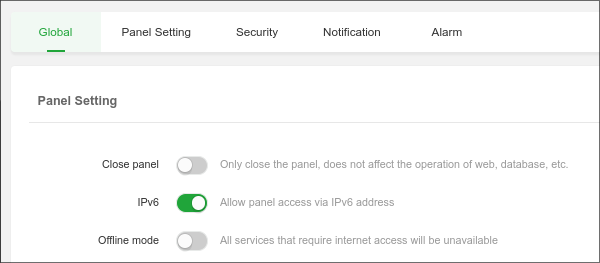 Global Panel Setting Security Notification Alarm
Panel Setting
Close panel Only close the panel, does not affect the operation of web, database, etc.
IPv6 Allow panel access via IPv6 address
Offline mode All services that require internet access will be unavailable